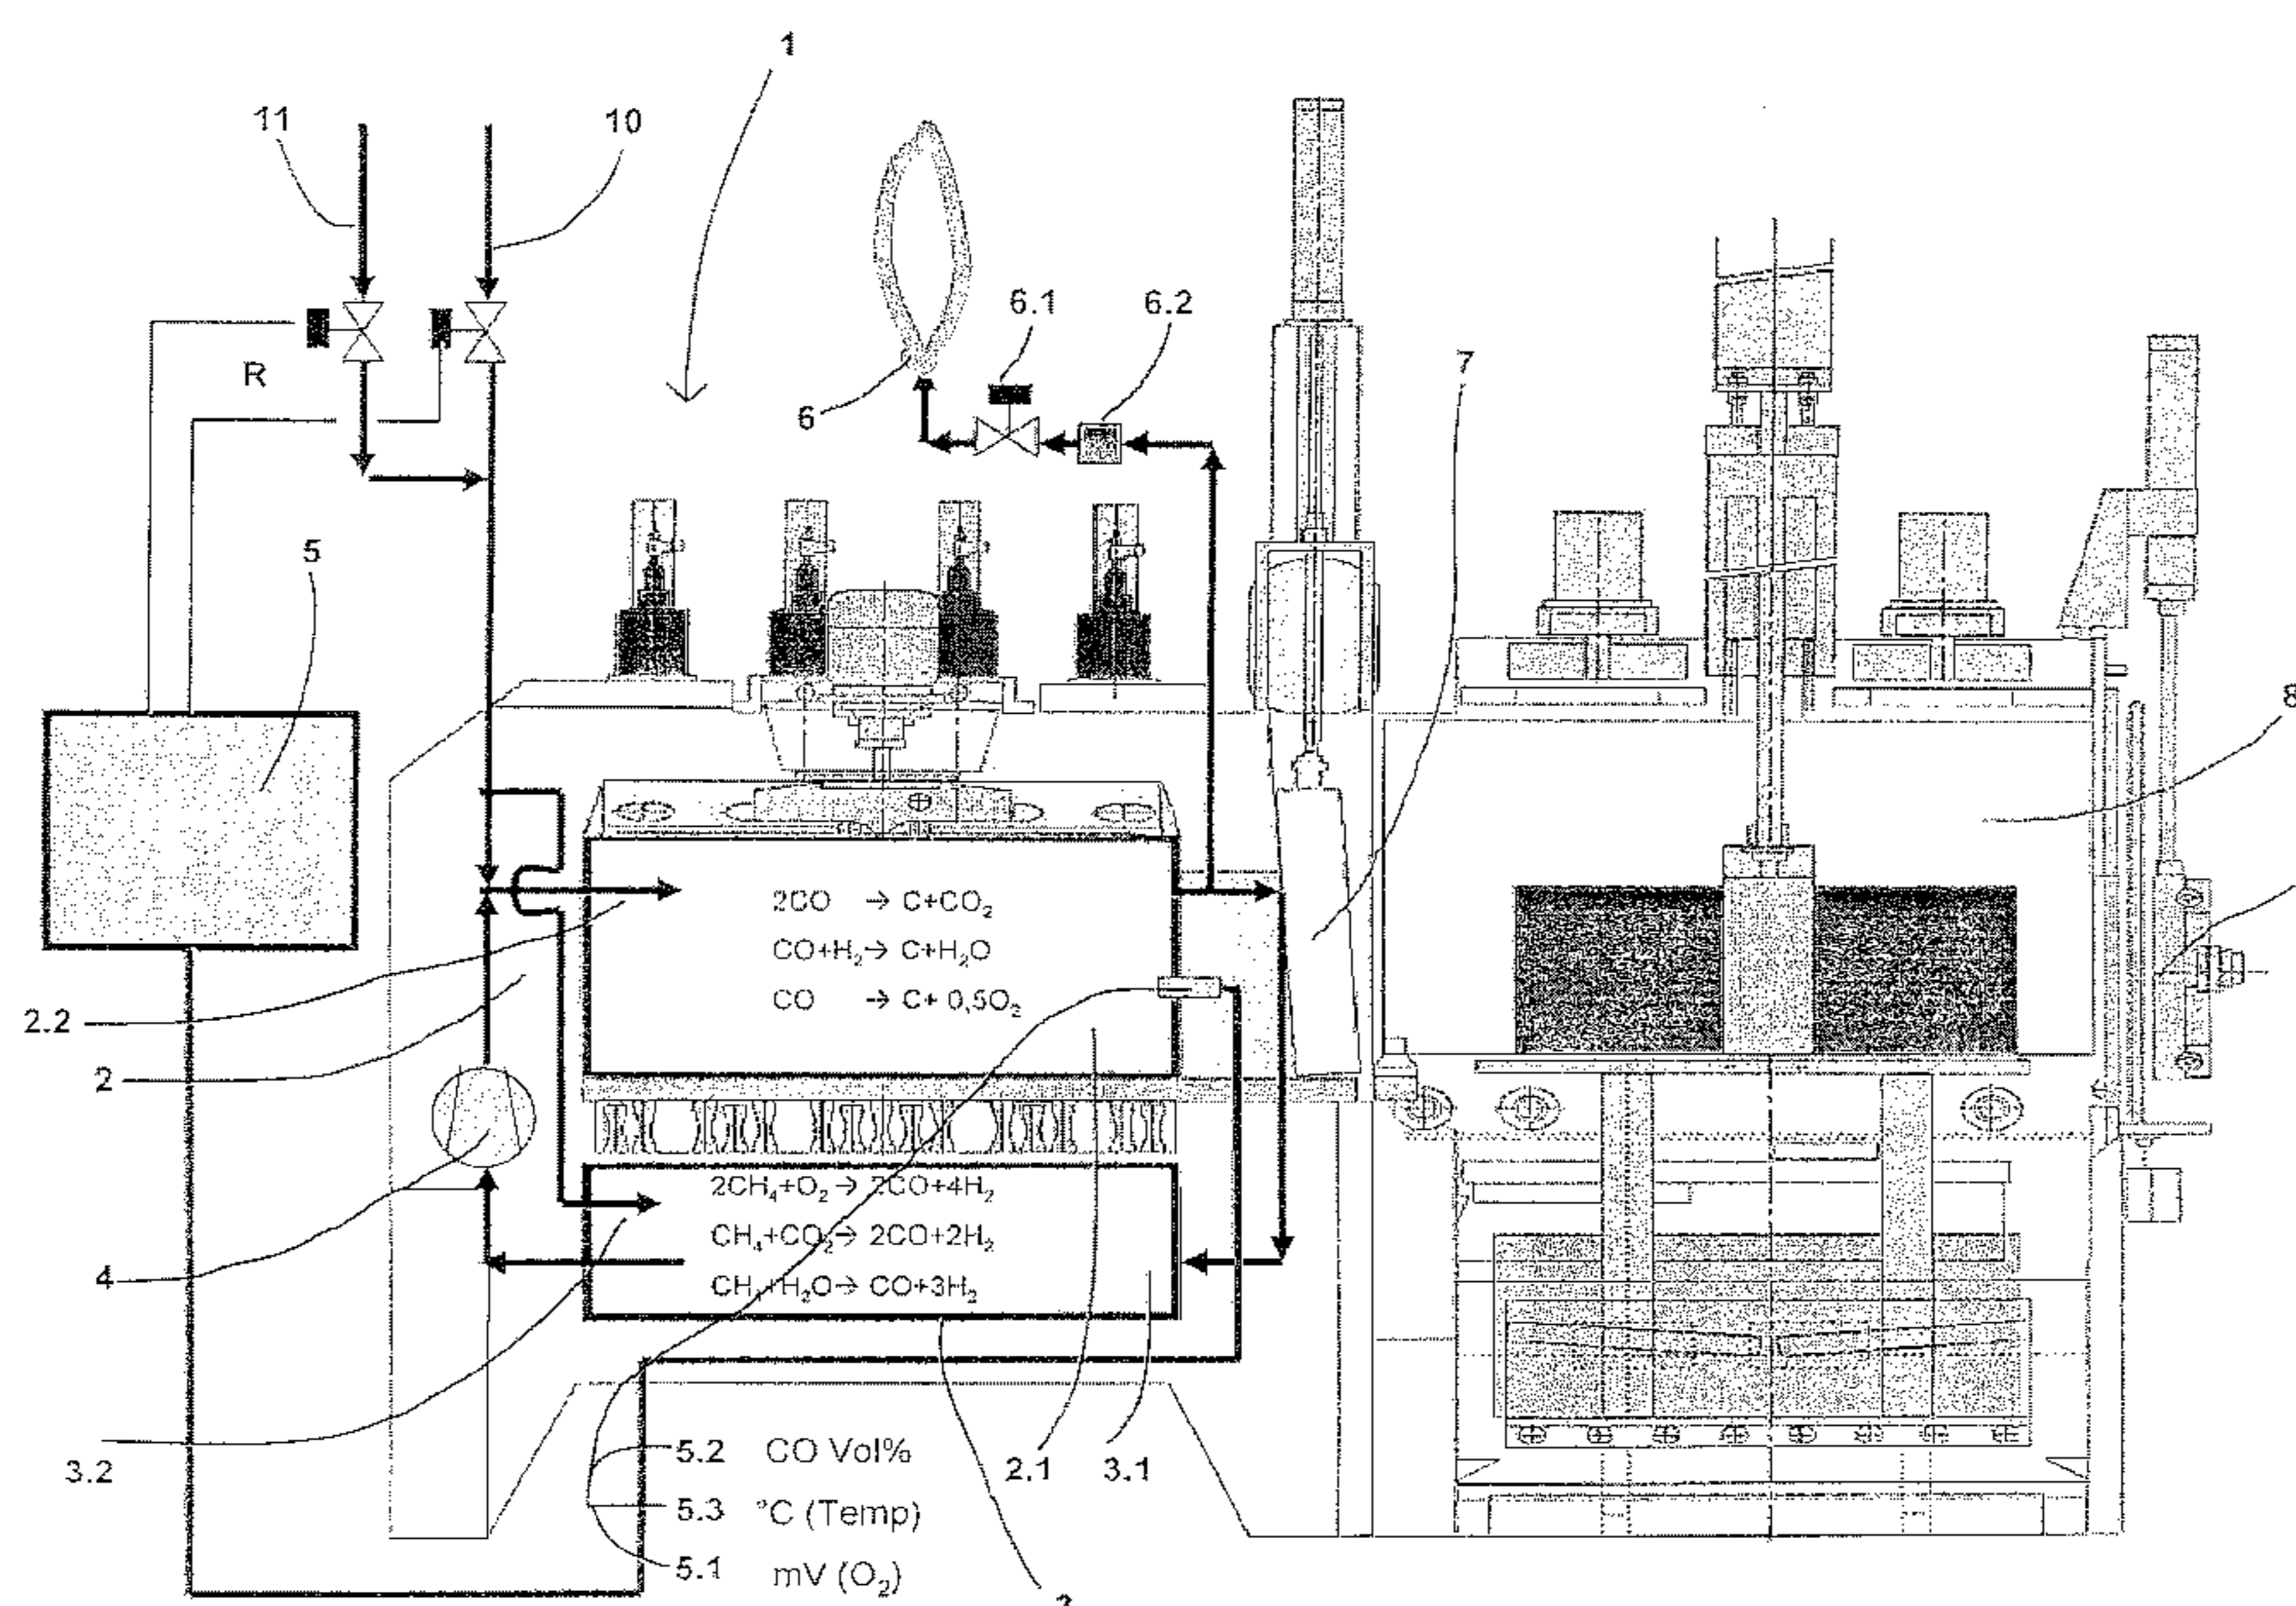 1
11
10
6.1
6.2
R
6
7
5
8
2CO → C+CO₂
CO+H₂→ C+H₂O
CO → C+ 0,5O₂
2.2
2
2CH₄+O₂→ 2CO+4H₂
CH₄+CO₂→ 2CO+2H₂
CH₄+H₂O→ CO+3H₂
4
3.2
5.2 CO Vol%
2.1
3.1
5.3 °C (Temp)
5.1 mV (O₂)